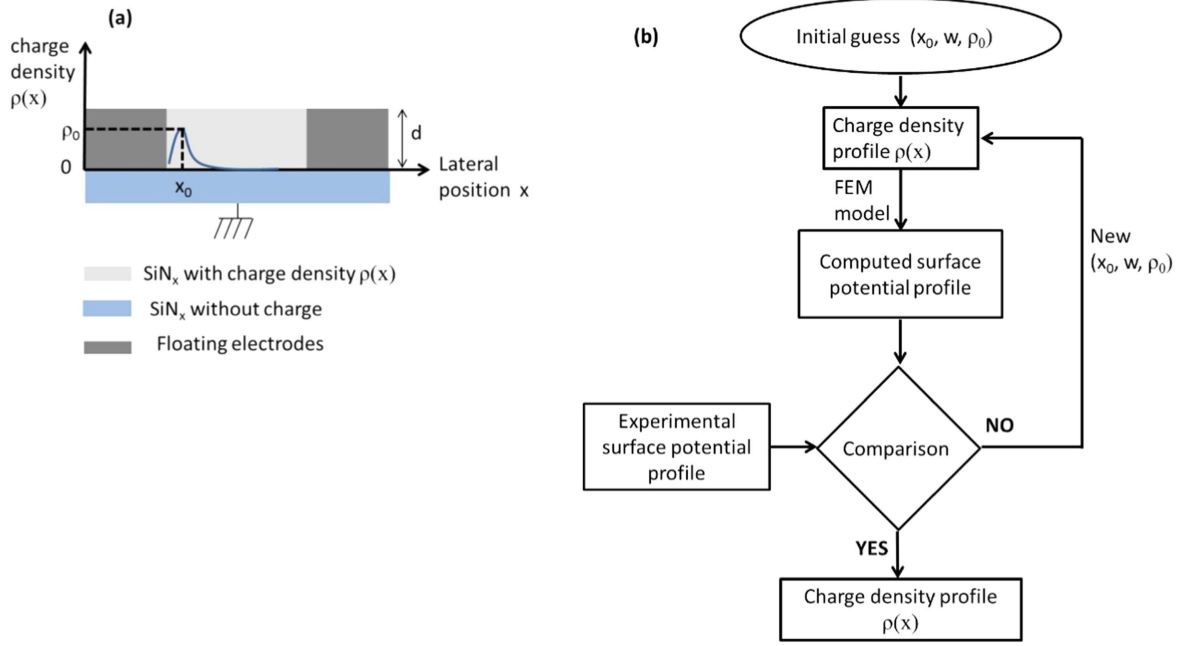 (a)
charge
density
ρ(x)
ρ₀
0
x₀
d
Lateral
position x
SiNₓ with charge density ρ(x)
SiNₓ without charge
Floating electrodes
(b)
Initial guess (x₀, w, ρ₀)
Charge density
profile ρ(x)
FEM
model
Computed surface
potential profile
New
(x₀, w, ρ₀)
Experimental
surface potential
profile
Comparison
NO
YES
Charge density profile
ρ(x)